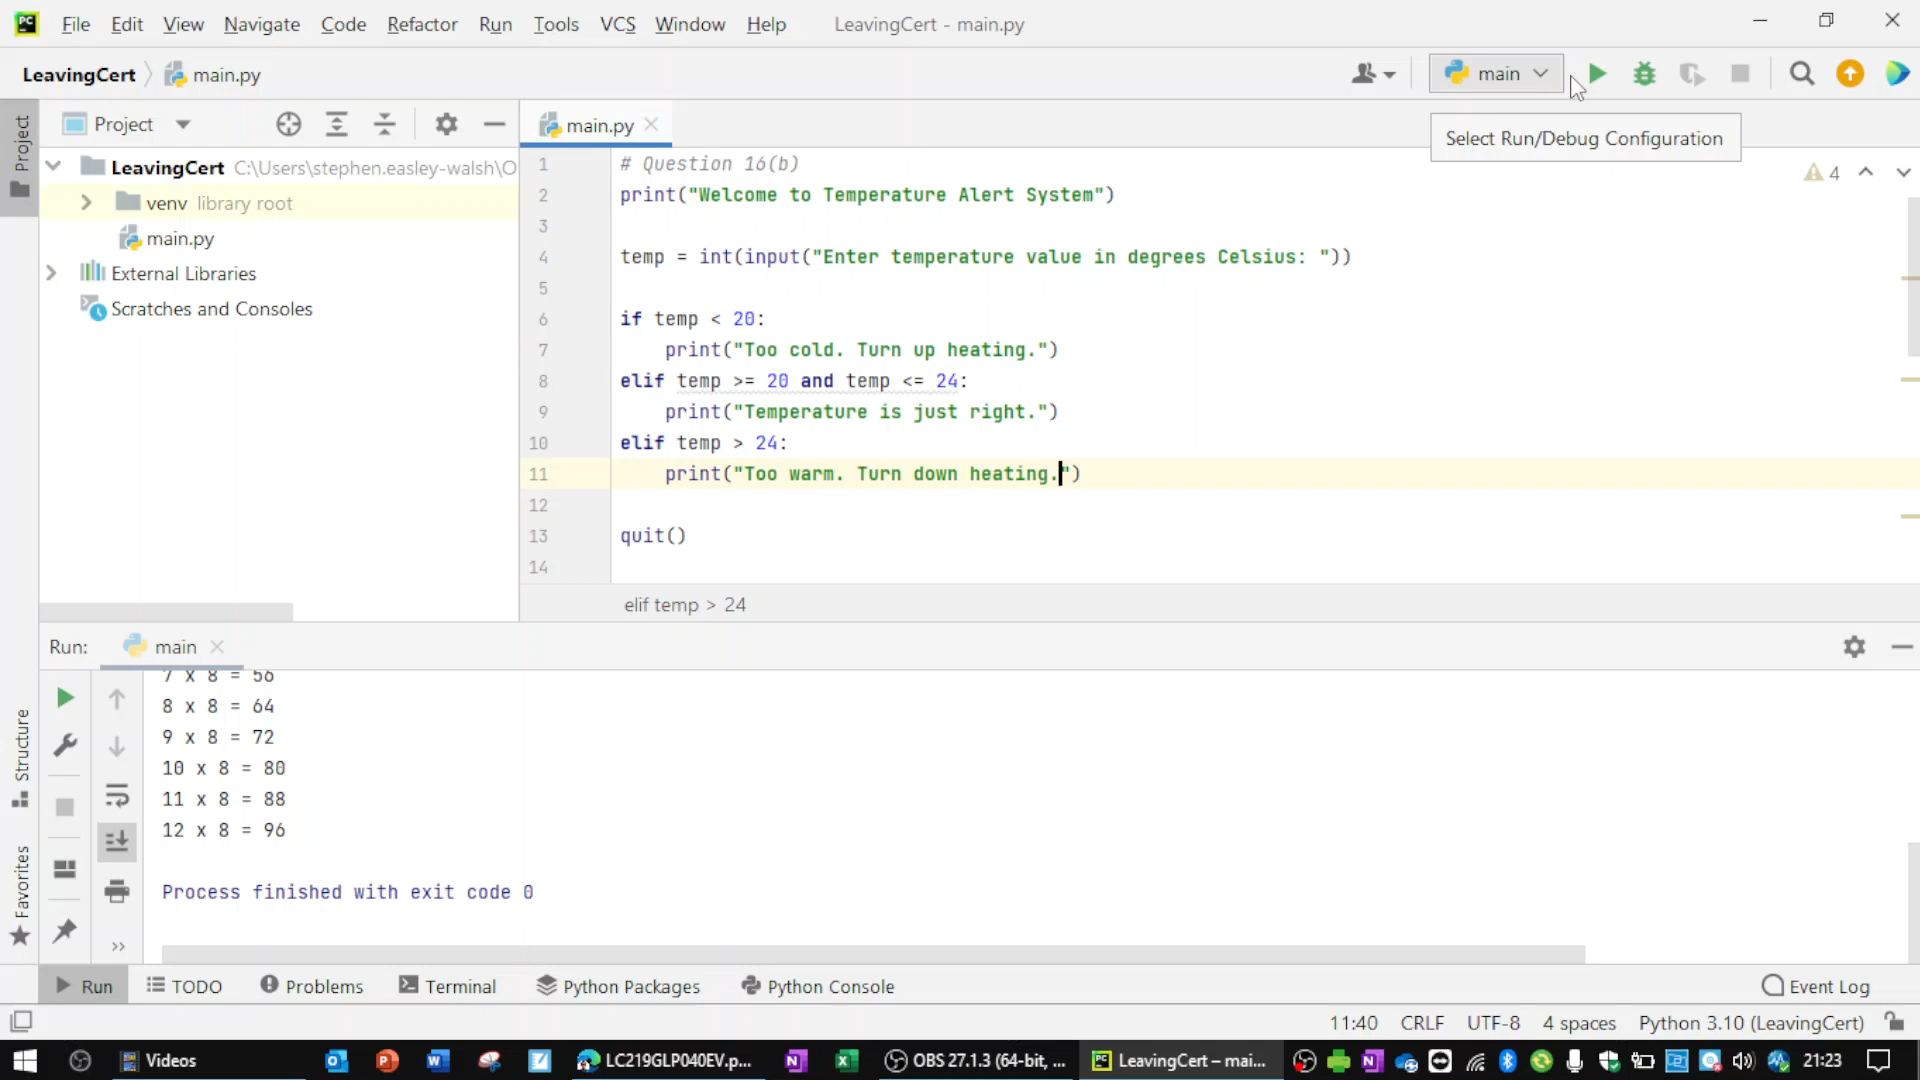 PC File Edit View Navigate Code Refactor Run Tools VCS Window Help LeavingCert - main.py
LeavingCert main.py main
Select Run/Debug Configuration
Project
Project main.py
LeavingCert C:\Users\stephen.easley-walsh\O
venv library root
main.py
External Libraries
Scratches and Consoles
4
1 # Question 16(b)
2 print("Welcome to Temperature Alert System")
3
4 temp = int(input("Enter temperature value in degrees Celsius: "))
5
6 if temp < 20:
7 print("Too cold. Turn up heating.")
8 elif temp >= 20 and temp <= 24:
9 print("Temperature is just right.")
10 elif temp > 24:
11 print("Too warm. Turn down heating.")
12
13 quit()
14
elif temp > 24
Run: main
7 x 8 = 56
8 x 8 = 64
9 x 8 = 72
10 x 8 = 80
11 x 8 = 88
12 x 8 = 96
Process finished with exit code 0
Structure
Favorites
Run TODO Problems Terminal Python Packages Python Console Event Log
11:40 CRLF UTF-8 4 spaces Python 3.10 (LeavingCert)
Videos LC219GLP040EV.p... OBS 27.1.3 (64-bit, ... LeavingCert – mai... 21:23